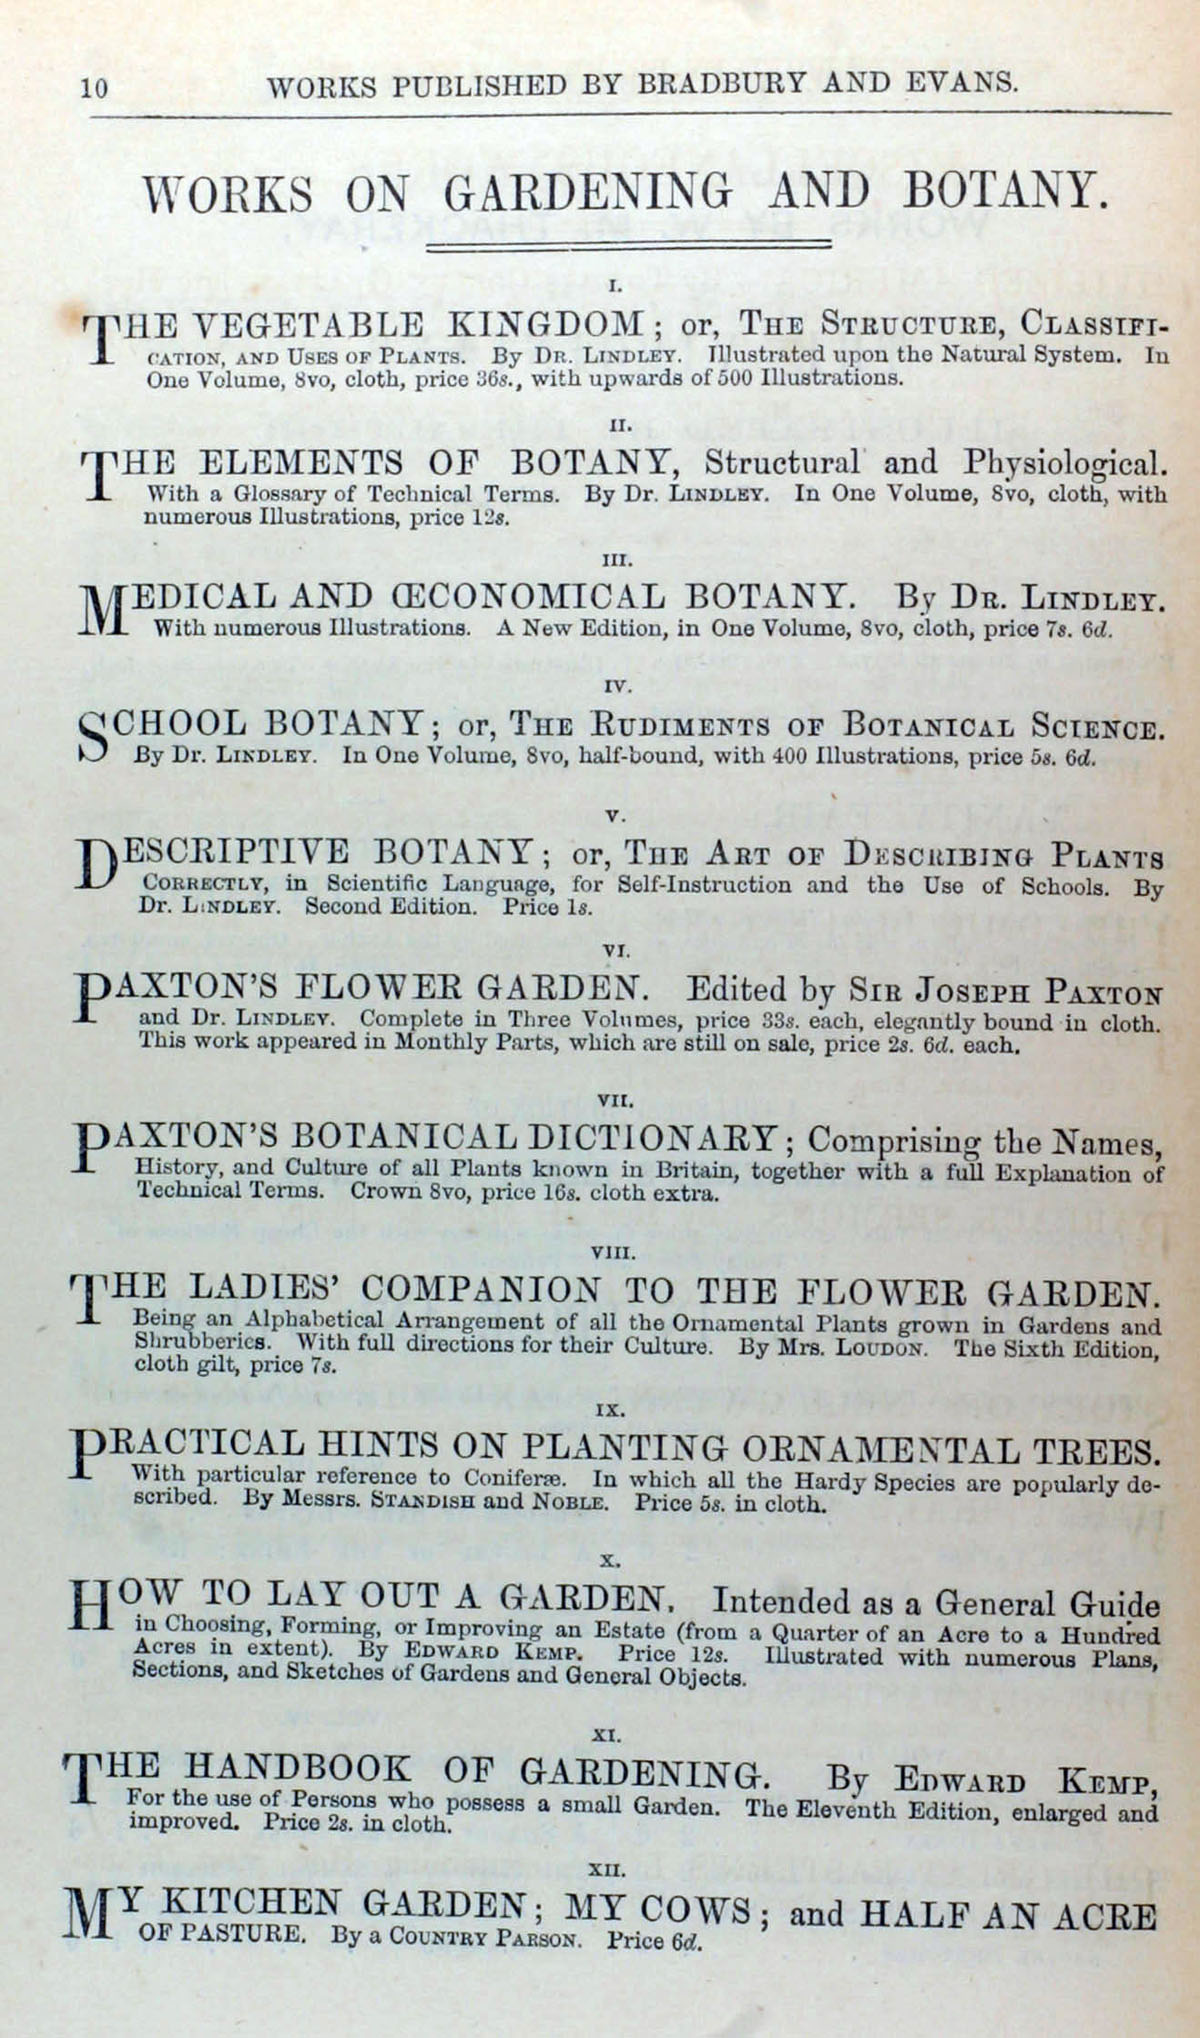 10 WORKS PUBLISHED BY BRADBURY AND EVANS.
WORKS ON GARDENING AND BOTANY.
I.
THE VEGETABLE KINGDOM; or, THE STRUCTURE, CLASSIFI-
CATION, AND USES OF PLANTS. By DR. LINDLEY. Illustrated upon the Natural System. In
One Volume, 8vo, cloth, price 36s., with upwards of 500 Illustrations.
II.
THE ELEMENTS OF BOTANY, Structural and Physiological.
With a Glossary of Technical Terms. By Dr. LINDLEY. In One Volume, 8vo, cloth, with
numerous Illustrations, price 12s.
III.
MEDICAL AND ŒCONOMICAL BOTANY. By DR. LINDLEY.
With numerous Illustrations. A New Edition, in One Volume, 8vo, cloth, price 7s. 6d.
IV.
SCHOOL BOTANY; or, THE RUDIMENTS OF BOTANICAL SCIENCE.
By Dr. LINDLEY. In One Volume, 8vo, half-bound, with 400 Illustrations, price 5s. 6d.
V.
DESCRIPTIVE BOTANY; or, THE ART OF DESCRIBING PLANTS
CORRECTLY, in Scientific Language, for Self-Instruction and the Use of Schools. By
Dr. LINDLEY. Second Edition. Price 1s.
VI.
PAXTON'S FLOWER GARDEN. Edited by SIR JOSEPH PAXTON
and Dr. LINDLEY. Complete in Three Volumes, price 33s. each, elegantly bound in cloth.
This work appeared in Monthly Parts, which are still on sale, price 2s. 6d. each.
VII.
PAXTON'S BOTANICAL DICTIONARY; Comprising the Names,
History, and Culture of all Plants known in Britain, together with a full Explanation of
Technical Terms. Crown 8vo, price 16s. cloth extra.
VIII.
THE LADIES' COMPANION TO THE FLOWER GARDEN.
Being an Alphabetical Arrangement of all the Ornamental Plants grown in Gardens and
Shrubberies. With full directions for their Culture. By Mrs. LOUDON. The Sixth Edition,
cloth gilt, price 7s.
IX.
PRACTICAL HINTS ON PLANTING ORNAMENTAL TREES.
With particular reference to Coniferæ. In which all the Hardy Species are popularly de-
scribed. By Messrs. STANDISH and NOBLE. Price 5s. in cloth.
X.
HOW TO LAY OUT A GARDEN. Intended as a General Guide
in Choosing, Forming, or Improving an Estate (from a Quarter of an Acre to a Hundred
Acres in extent). By EDWARD KEMP. Price 12s. Illustrated with numerous Plans,
Sections, and Sketches of Gardens and General Objects.
XI.
THE HANDBOOK OF GARDENING. By EDWARD KEMP,
For the use of Persons who possess a small Garden. The Eleventh Edition, enlarged and
improved. Price 2s. in cloth.
XII.
MY KITCHEN GARDEN; MY COWS; and HALF AN ACRE
OF PASTURE. By a COUNTRY PARSON. Price 6d.